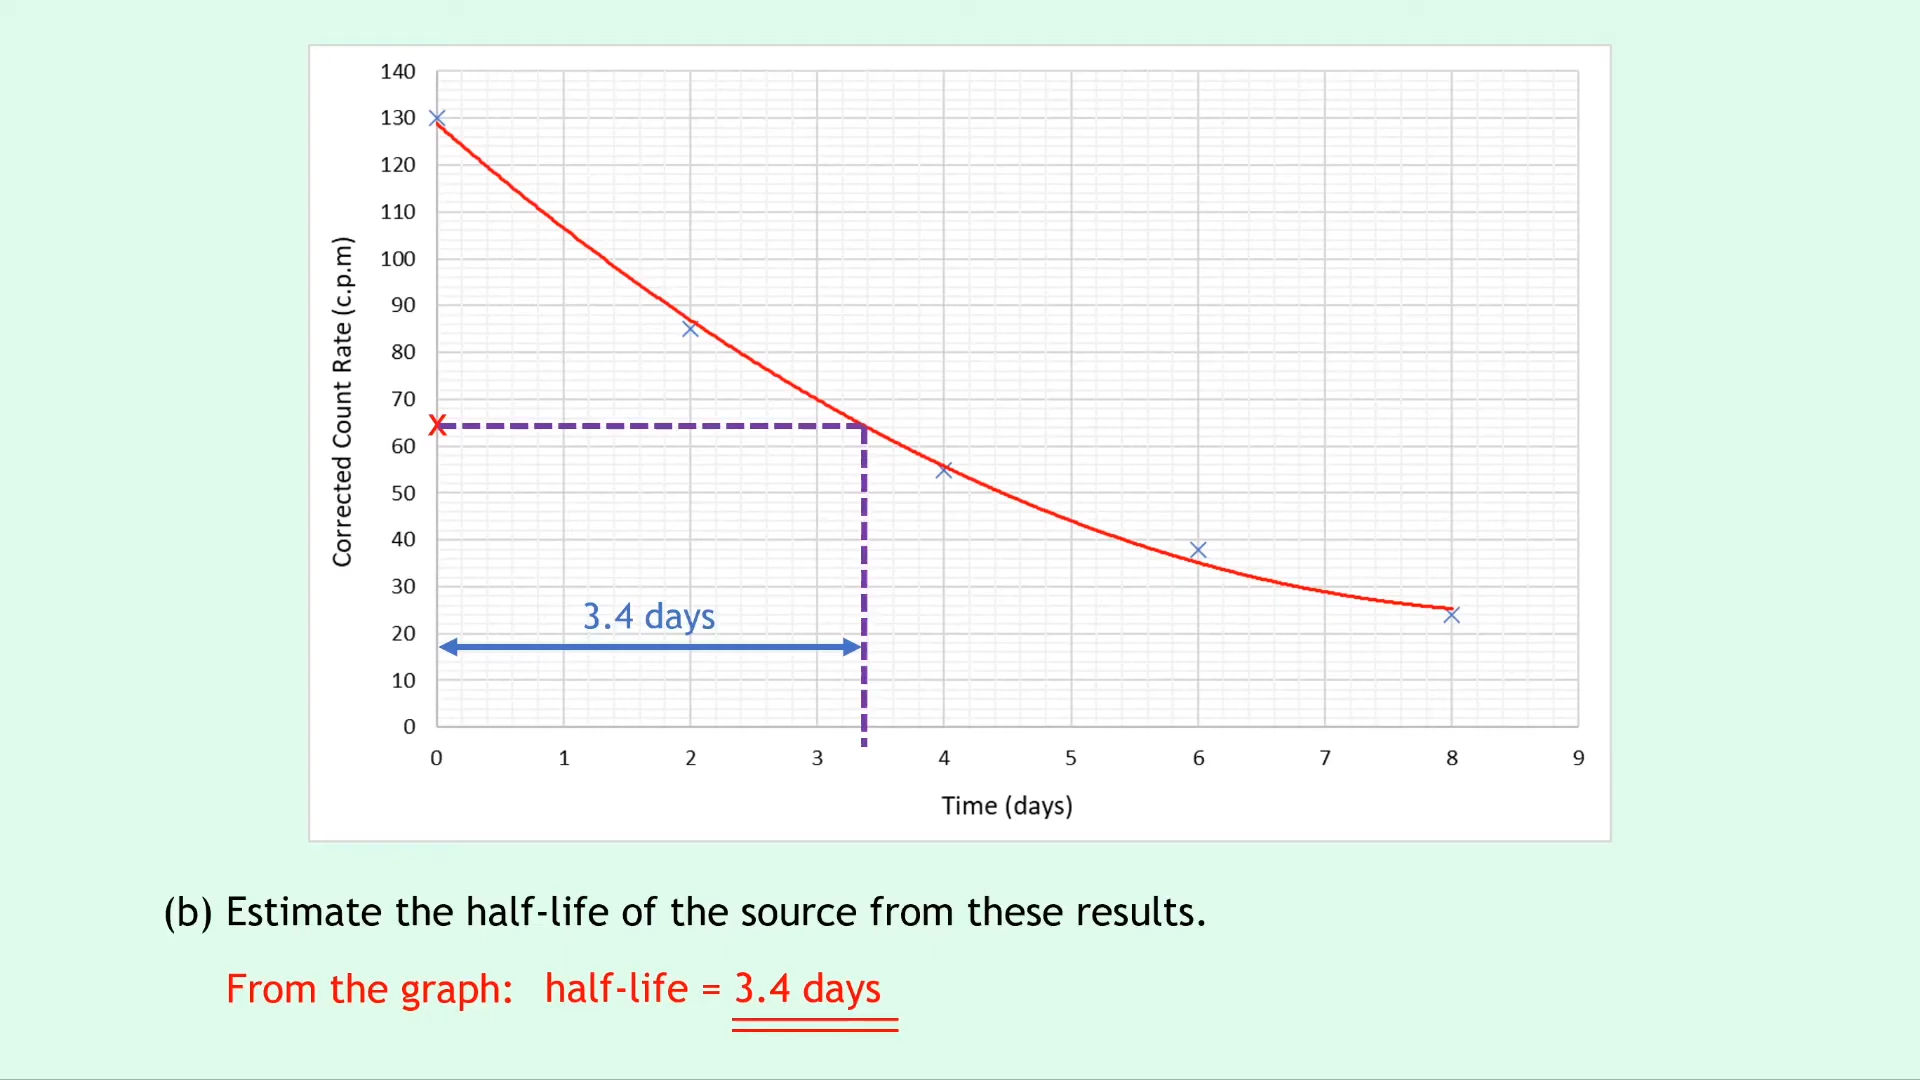 140
130
120
110
100
90
80
70
60
50
40
30
20
10
0
Corrected Count Rate (c.p.m)
X
3.4 days
0 1 2 3 4 5 6 7 8 9
Time (days)
(b) Estimate the half-life of the source from these results.
From the graph: half-life = 3.4 days